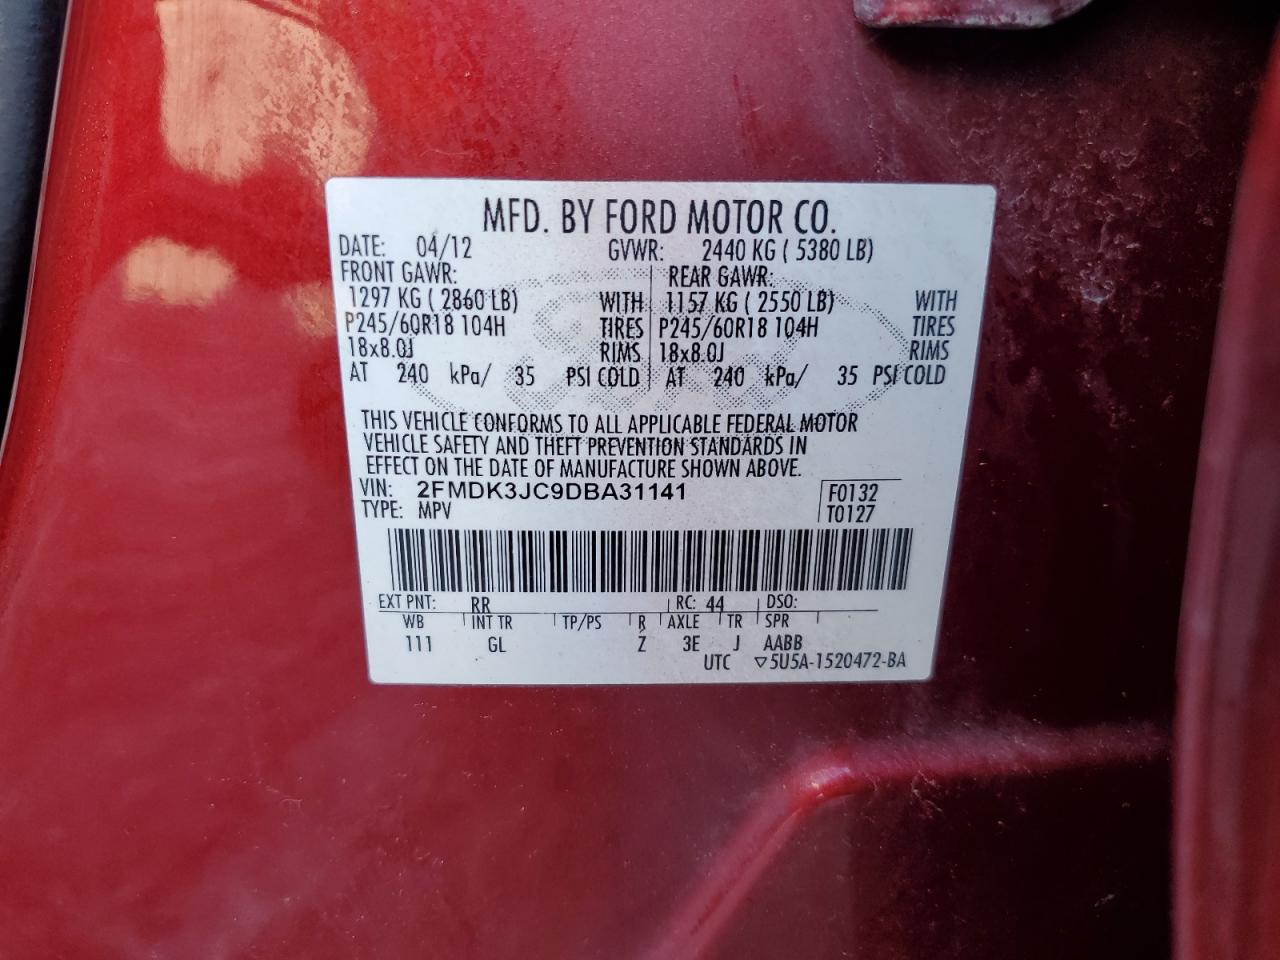 MFD. BY FORD MOTOR CO.
DATE: 04/12 GVWR: 2440 KG ( 5380 LB)
FRONT GAWR: REAR GAWR:
1297 KG ( 2860 LB) WITH 1157 KG ( 2550 LB) WITH
P245/60R18 104H TIRES P245/60R18 104H TIRES
18x8.0J RIMS 18x8.0J RIMS
AT 240 kPa/ 35 PSI COLD AT 240 kPa/ 35 PSI COLD
THIS VEHICLE CONFORMS TO ALL APPLICABLE FEDERAL MOTOR
VEHICLE SAFETY AND THEFT PREVENTION STANDARDS IN
EFFECT ON THE DATE OF MANUFACTURE SHOWN ABOVE.
VIN: 2FMDK3JC9DBA31141 F0132
TYPE: MPV T0127
EXT PNT: RR RC: 44 DSO:
WB INT TR TP/PS R AXLE TR SPR
111 GL Z 3E J AABB
UTC ▽5U5A-1520472-BA